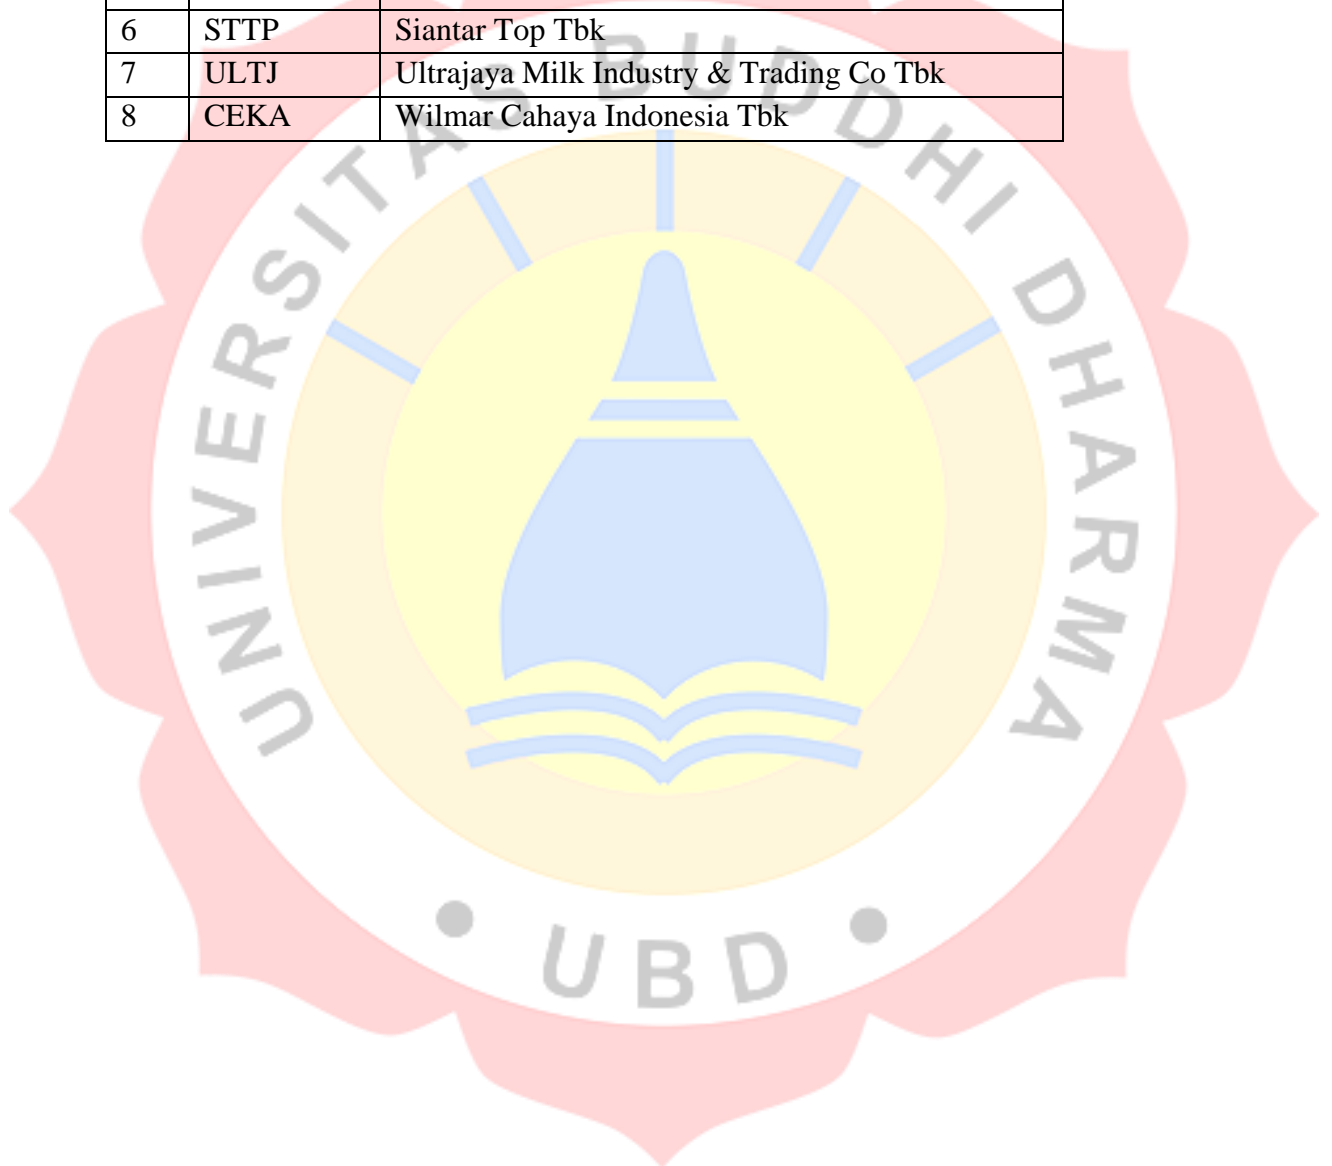 6 STTP Siantar Top Tbk
7 ULTJ Ultrajaya Milk Industry & Trading Co Tbk
8 CEKA Wilmar Cahaya Indonesia Tbk
UNIVERSITAS BUDDHI DHARMA
• UBD •